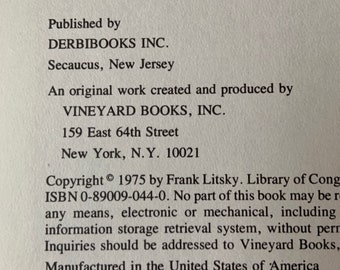 Published by
DERBIBOOKS INC.
Secaucus, New Jersey
An original work created and produced by
VINEYARD BOOKS, INC.
159 East 64th Street
New York, N.Y. 10021
Copyright © 1975 by Frank Litsky. Library of Cong
ISBN 0-89009-044-0. No part of this book may be re
any means, electronic or mechanical, including
information storage retrieval system, without perm
Inquiries should be addressed to Vineyard Books,
Manufactured in the United States of America